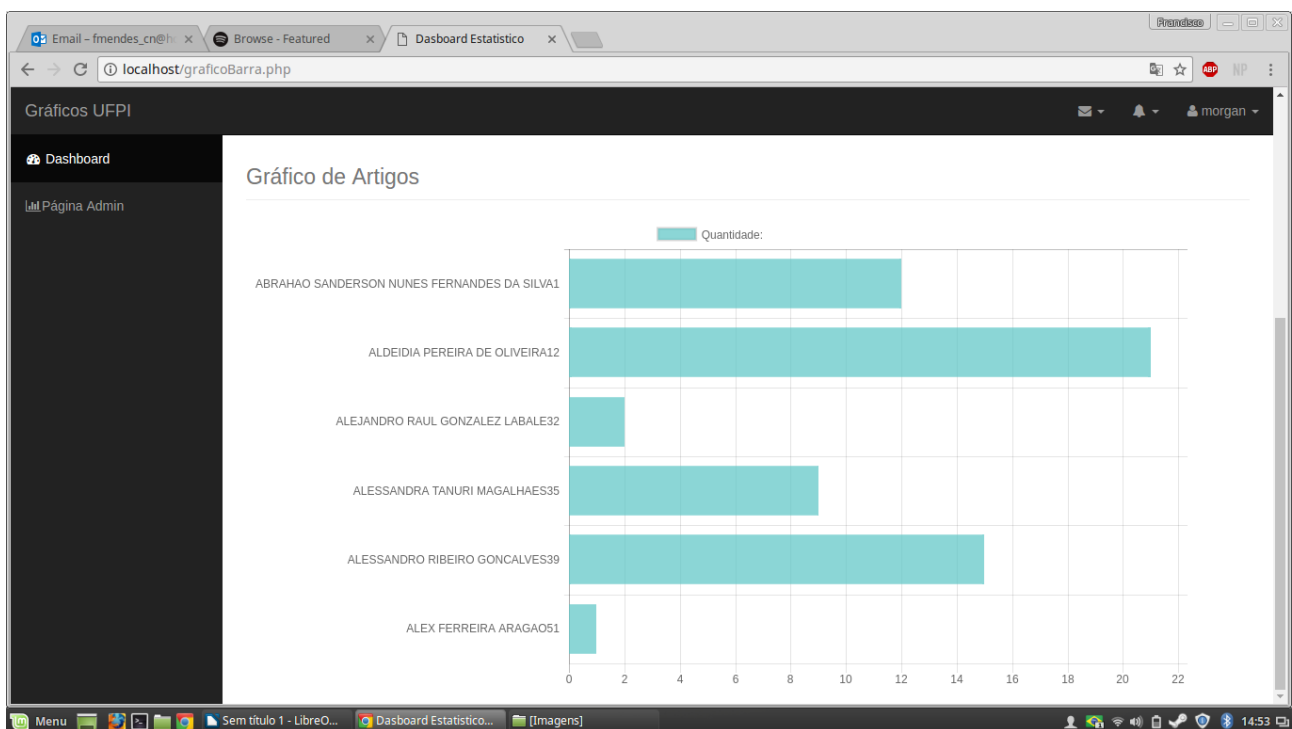 Francisco
Email – fmendes_cn@h
Browse - Featured
Dasboard Estatistico
localhost/graficoBarra.php
ABP
NP
Gráficos UFPI
morgan
Dashboard
Página Admin
Gráfico de Artigos
Quantidade:
ABRAHAO SANDERSON NUNES FERNANDES DA SILVA1
ALDEIDIA PEREIRA DE OLIVEIRA12
ALEJANDRO RAUL GONZALEZ LABALE32
ALESSANDRA TANURI MAGALHAES35
ALESSANDRO RIBEIRO GONCALVES39
ALEX FERREIRA ARAGAO51
0 2 4 6 8 10 12 14 16 18 20 22
Menu
Sem título 1 - LibreO...
Dasboard Estatistico...
[Imagens]
14:53